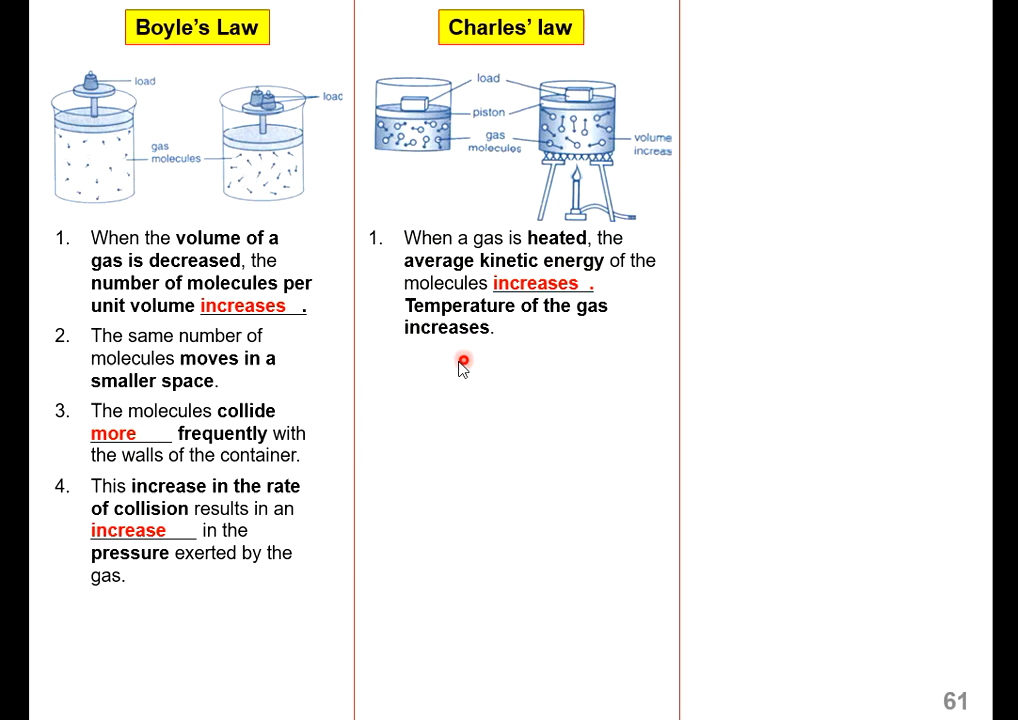 Boyle's Law
load
load
gas
molecules
1. When the volume of a
gas is decreased, the
number of molecules per
unit volume increases .
2. The same number of
molecules moves in a
smaller space.
3. The molecules collide
more frequently with
the walls of the container.
4. This increase in the rate
of collision results in an
increase in the
pressure exerted by the
gas.
Charles' law
load
piston
gas
molecules
volume
increas
1. When a gas is heated, the
average kinetic energy of the
molecules increases .
Temperature of the gas
increases.
61